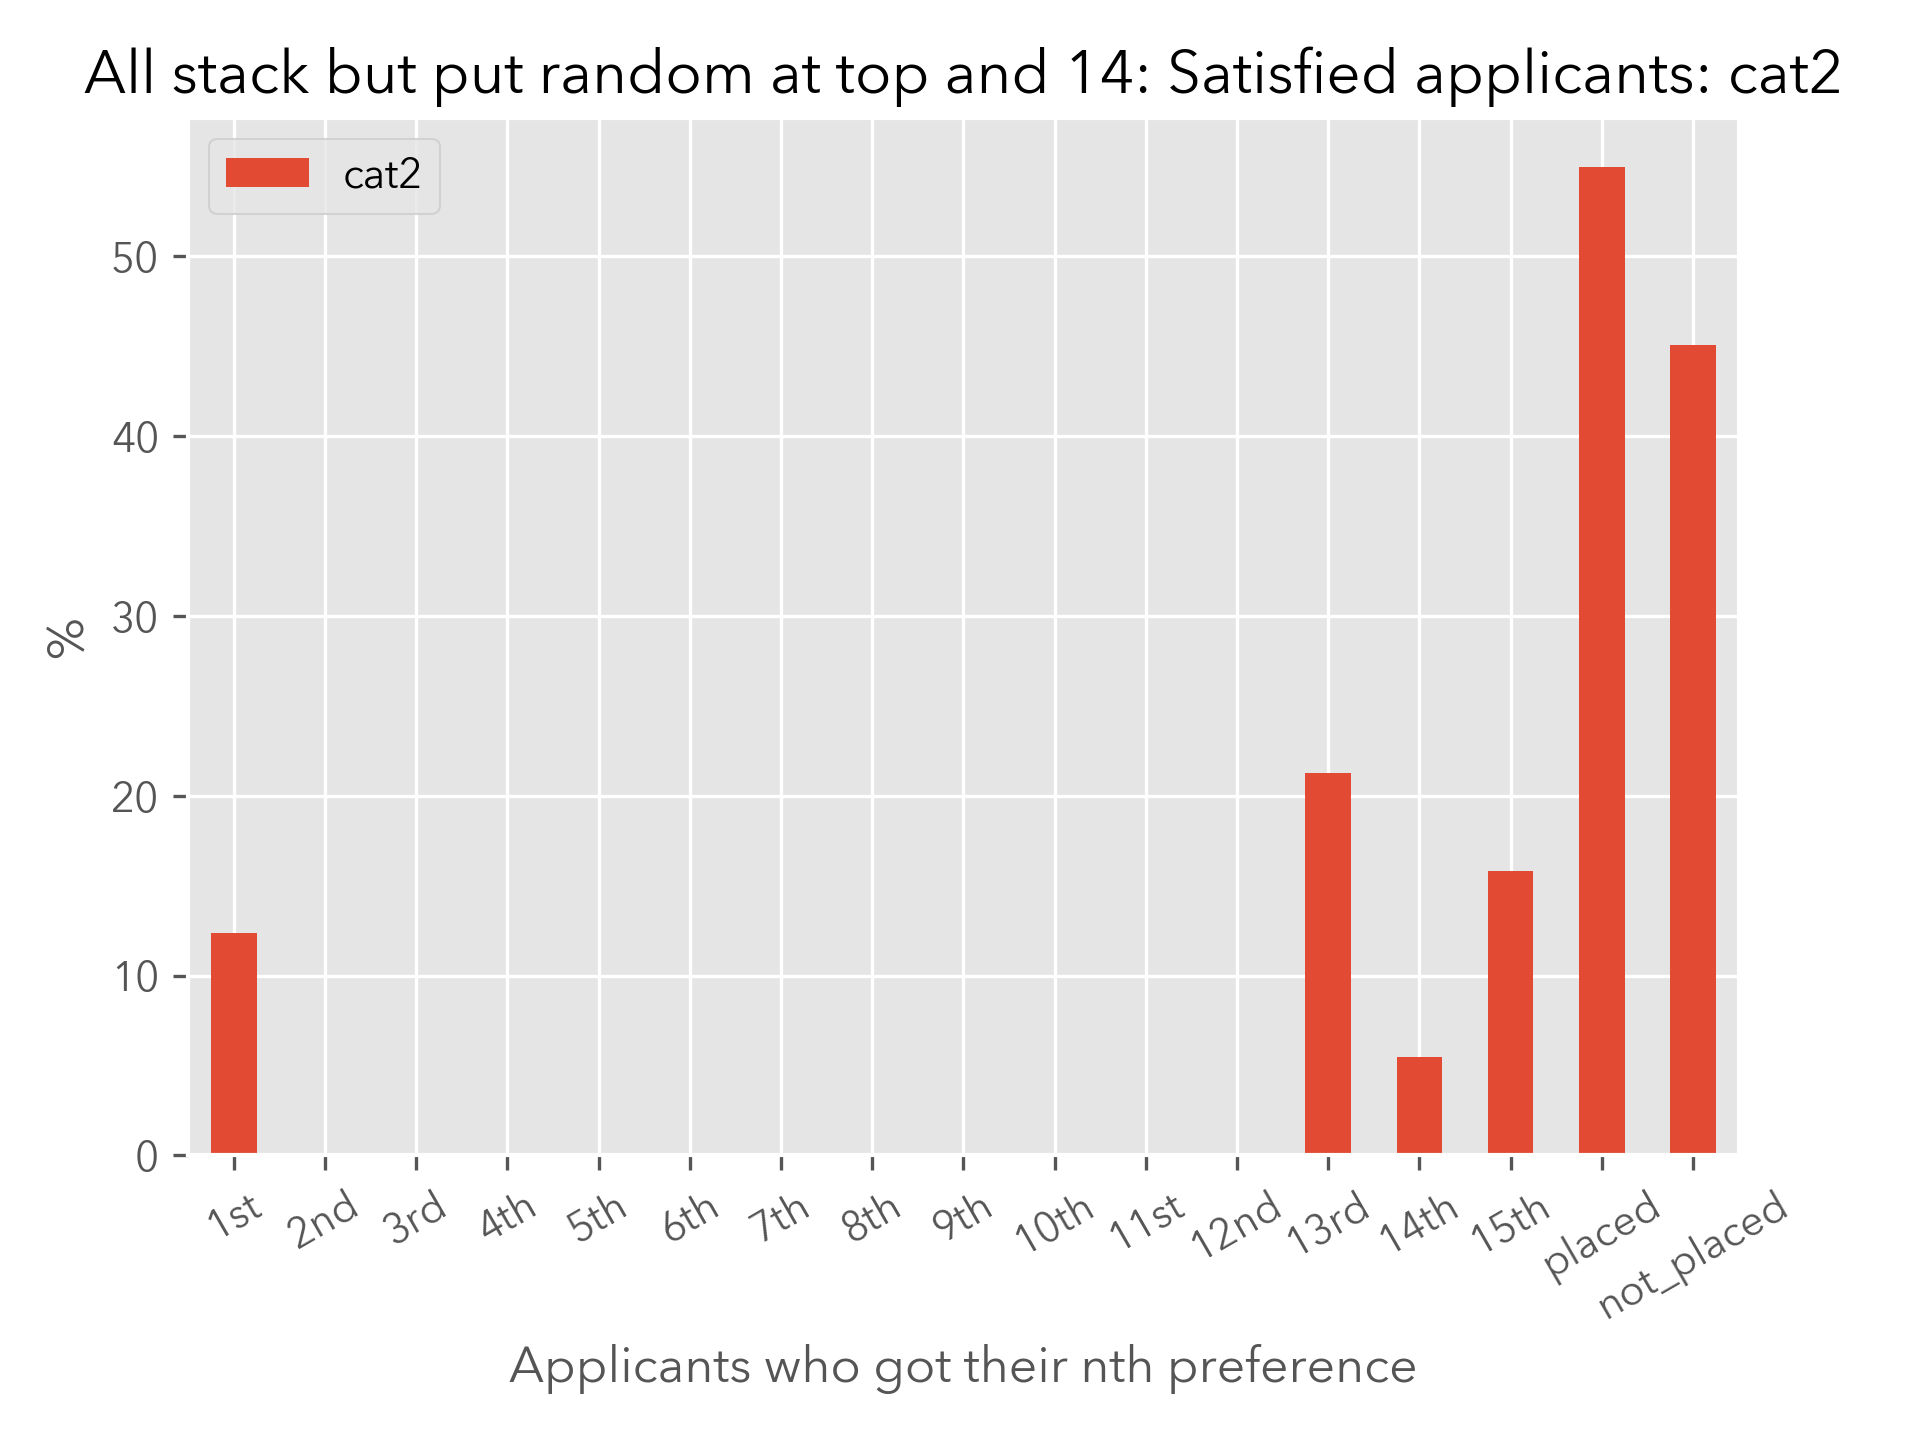 All stack but put random at top and 14: Satisfied applicants: cat2
cat2
%
50
40
30
20
10
0
1st 2nd 3rd 4th 5th 6th 7th 8th 9th 10th 11st 12nd 13rd 14th 15th placed not_placed
Applicants who got their nth preference